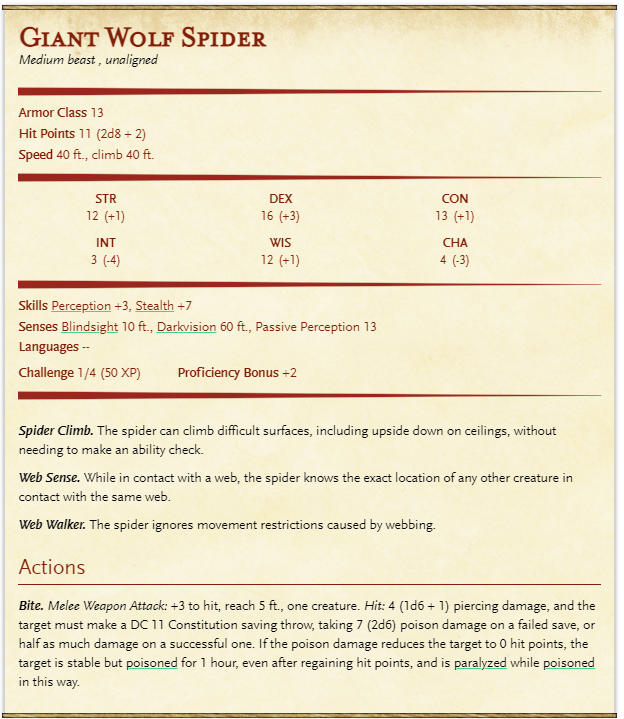 Giant Wolf Spider
Medium beast , unaligned
Armor Class 13
Hit Points 11 (2d8 + 2)
Speed 40 ft., climb 40 ft.
STR DEX CON
12 (+1) 16 (+3) 13 (+1)
INT WIS CHA
3 (-4) 12 (+1) 4 (-3)
Skills Perception +3, Stealth +7
Senses Blindsight 10 ft., Darkvision 60 ft., Passive Perception 13
Languages --
Challenge 1/4 (50 XP) Proficiency Bonus +2
Spider Climb. The spider can climb difficult surfaces, including upside down on ceilings, without
needing to make an ability check.
Web Sense. While in contact with a web, the spider knows the exact location of any other creature in
contact with the same web.
Web Walker. The spider ignores movement restrictions caused by webbing.
Actions
Bite. Melee Weapon Attack: +3 to hit, reach 5 ft., one creature. Hit: 4 (1d6 + 1) piercing damage, and the
target must make a DC 11 Constitution saving throw, taking 7 (2d6) poison damage on a failed save, or
half as much damage on a successful one. If the poison damage reduces the target to 0 hit points, the
target is stable but poisoned for 1 hour, even after regaining hit points, and is paralyzed while poisoned
in this way.